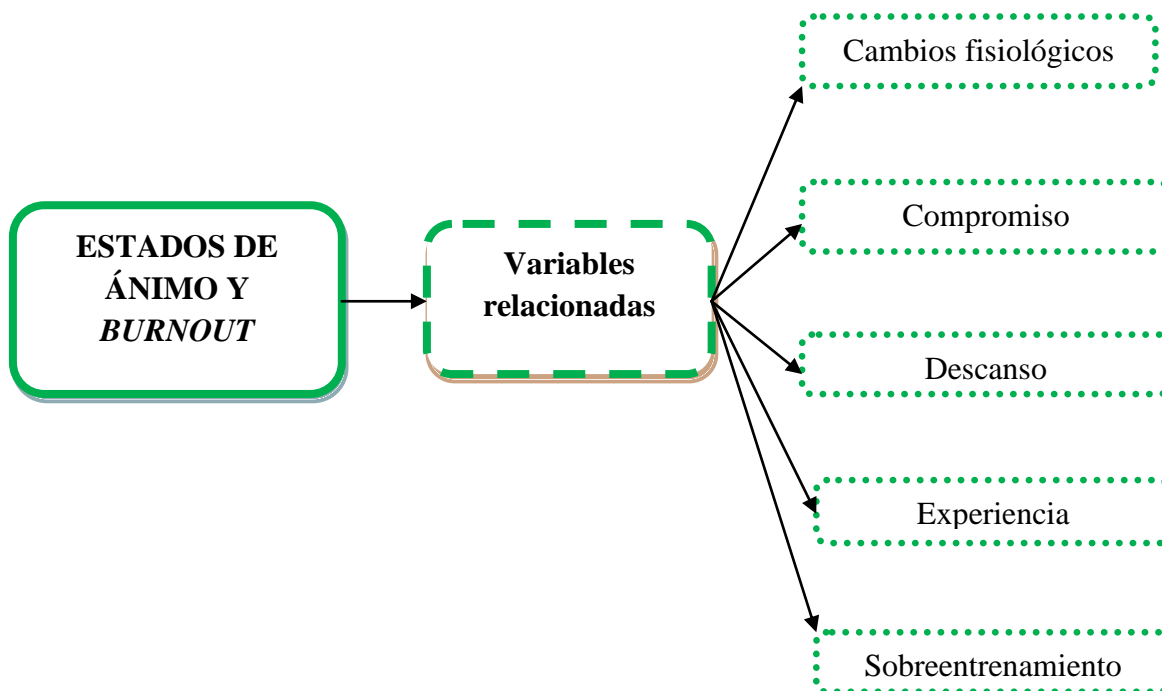 ESTADOS DE
ÁNIMO Y
BURNOUT
Variables
relacionadas
Cambios fisiológicos
Compromiso
Descanso
Experiencia
Sobreentrenamiento